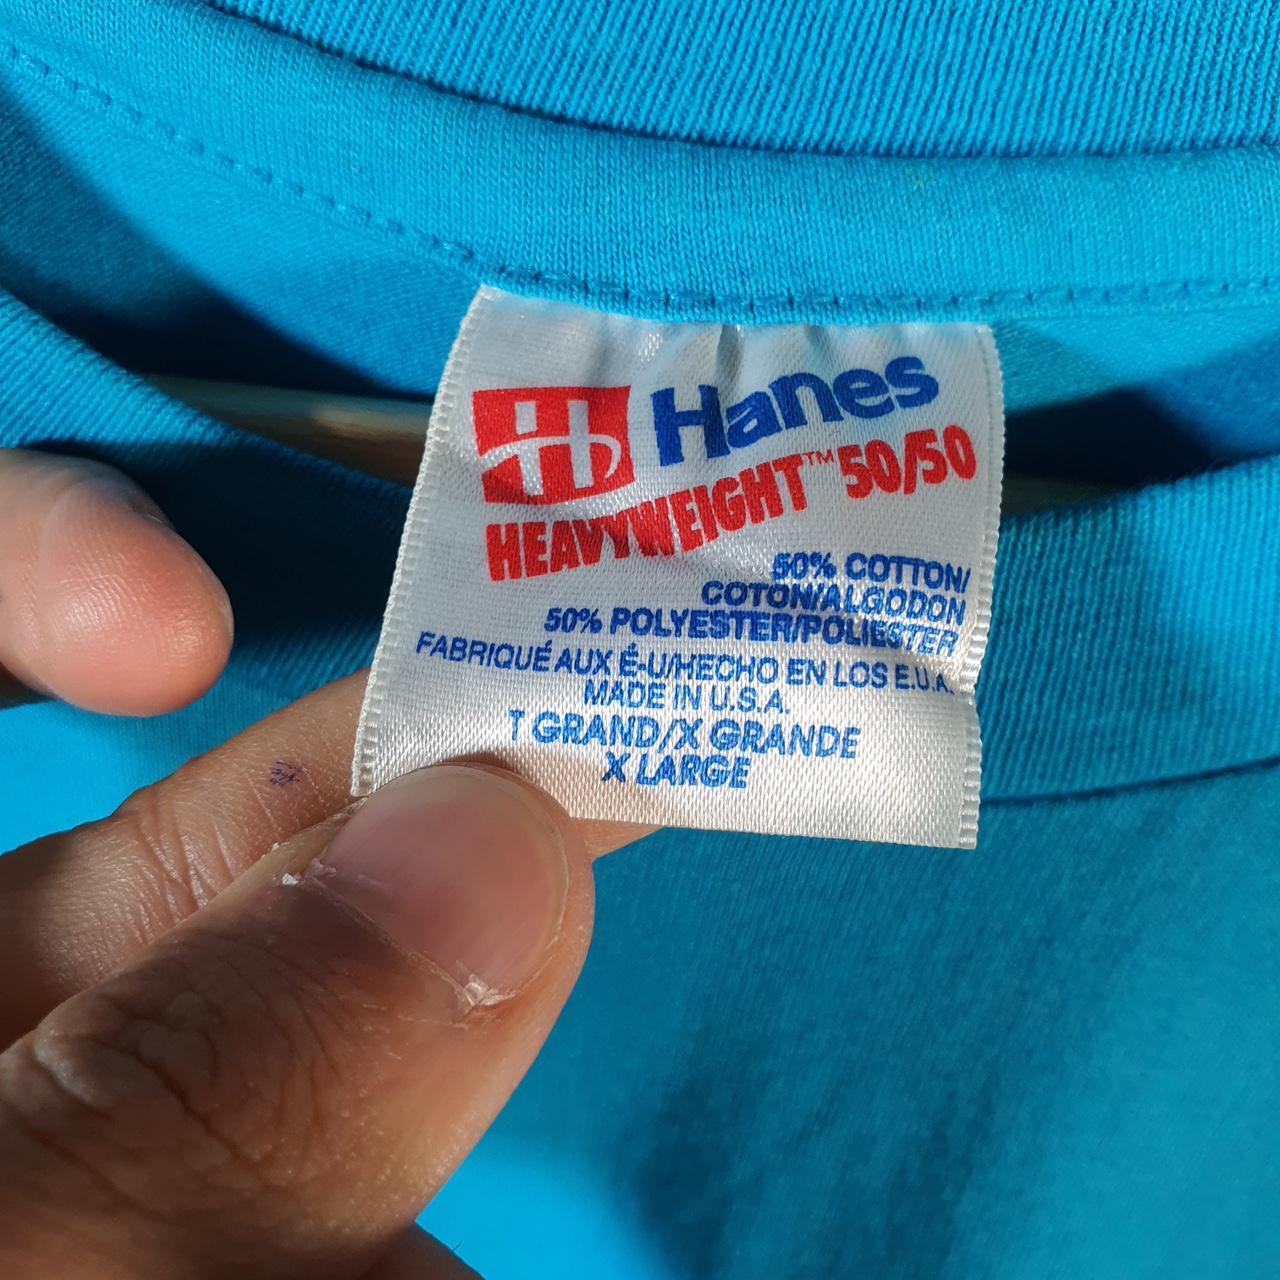 H Hanes
HEAVYWEIGHT™ 50/50
50% COTTON/
COTON/ALGODON
50% POLYESTER/POLIESTER
FABRIQUÉ AUX É-U/HECHO EN LOS E.U.A.
MADE IN U.S.A.
T GRAND/X GRANDE
X LARGE